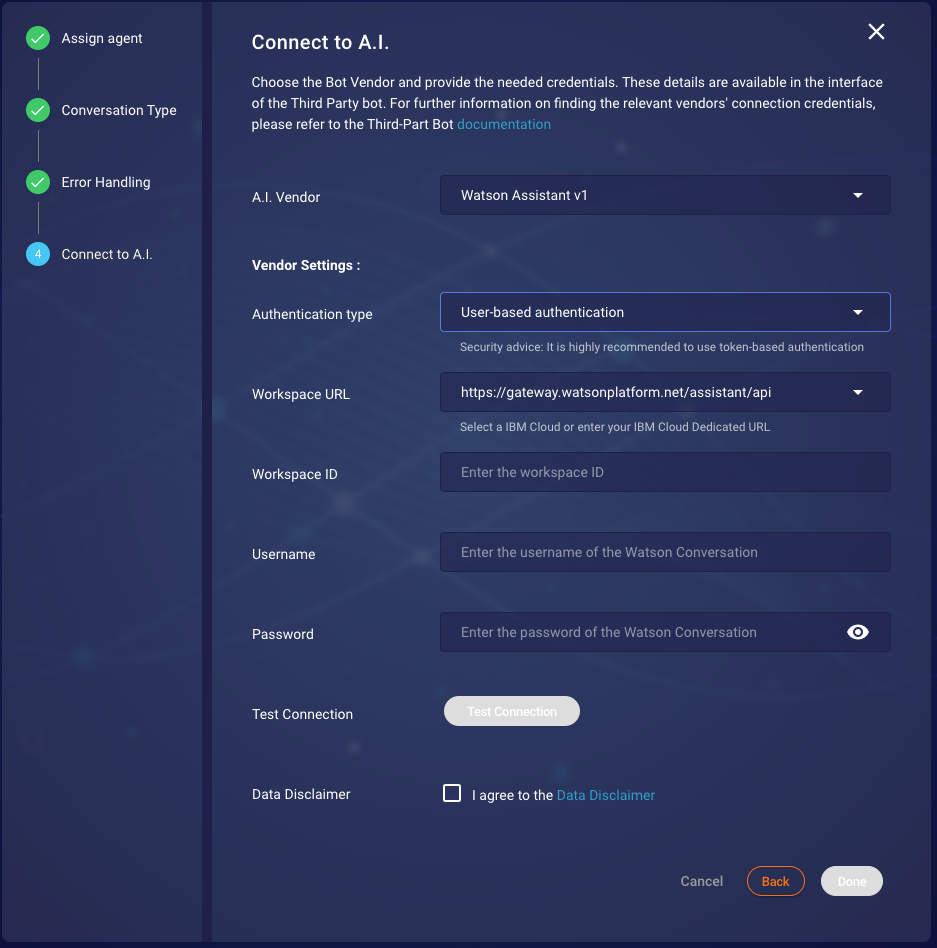 Assign agent
Conversation Type
Error Handling
4
Connect to A.I.
Connect to A.I.
Choose the Bot Vendor and provide the needed credentials. These details are available in the interface
of the Third Party bot. For further information on finding the relevant vendors' connection credentials,
please refer to the Third-Part Bot documentation
A.I. Vendor
Watson Assistant v1
Vendor Settings :
Authentication type
User-based authentication
Security advice: It is highly recommended to use token-based authentication
Workspace URL
https://gateway.watsonplatform.net/assistant/api
Select a IBM Cloud or enter your IBM Cloud Dedicated URL
Workspace ID
Enter the workspace ID
Username
Enter the username of the Watson Conversation
Password
Enter the password of the Watson Conversation
Test Connection
Test Connection
Data Disclaimer
I agree to the Data Disclaimer
Cancel
Back
Done